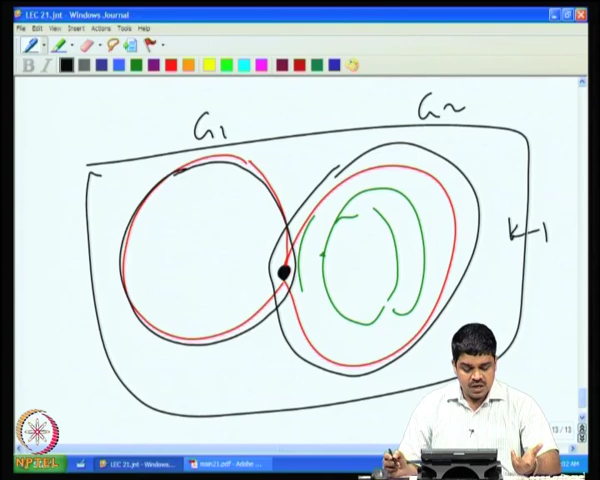 LEC 21.jnt - Windows Journal
File Edit View Insert Actions Tools Help
B I
G1
G2
k-1
13 / 13
NPTEL
LEC 21.jnt - Windows...
main21.pdf - Adobe ...